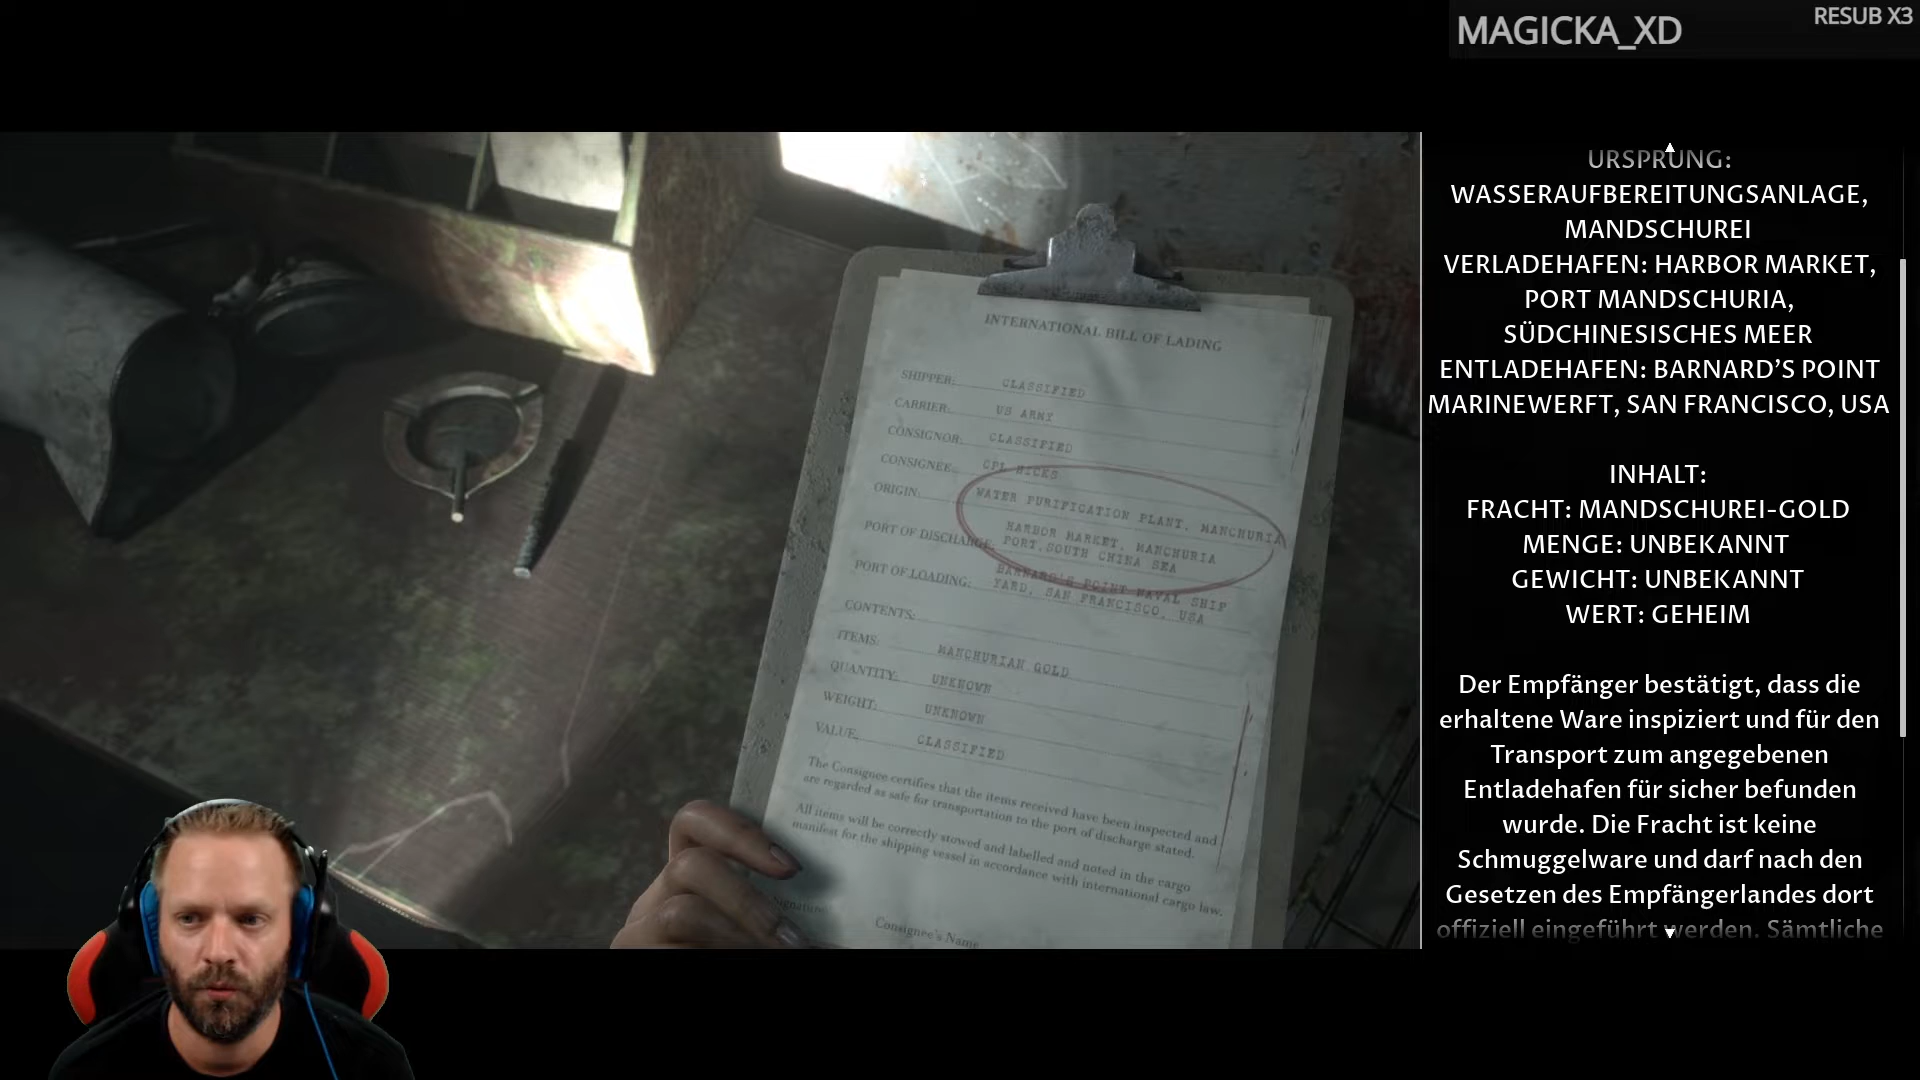 MAGICKA_XD
RESUB X3
INTERNATIONAL BILL OF LADING
SHIPPER: CLASSIFIED
CARRIER: US ARMY
CONSIGNOR: CLASSIFIED
CONSIGNEE: CPL HICKS
ORIGIN: WATER PURIFICATION PLANT, MANCHURIA
PORT OF DISCHARGE: HARBOR MARKET, MANCHURIA
PORT, SOUTH CHINA SEA
PORT OF LOADING: BARNARD'S POINT NAVAL SHIP
YARD, SAN FRANCISCO, USA
CONTENTS:
ITEMS: MANCHURIAN GOLD
QUANTITY: UNKNOWN
WEIGHT: UNKNOWN
VALUE: CLASSIFIED
The Consignee certifies that the items received have been inspected and
are regarded as safe for transportation to the port of discharge stated.
All items will be correctly stowed and labelled and noted in the cargo
manifest for the shipping vessel in accordance with international cargo law.
Signature
Consignee's Name
URSPRUNG:
WASSERAUFBEREITUNGSANLAGE,
MANDSCHUREI
VERLADEHAFEN: HARBOR MARKET,
PORT MANDSCHURIA,
SÜDCHINESISCHES MEER
ENTLADEHAFEN: BARNARD'S POINT
MARINEWERFT, SAN FRANCISCO, USA
INHALT:
FRACHT: MANDSCHUREI-GOLD
MENGE: UNBEKANNT
GEWICHT: UNBEKANNT
WERT: GEHEIM
Der Empfänger bestätigt, dass die
erhaltene Ware inspiziert und für den
Transport zum angegebenen
Entladehafen für sicher befunden
wurde. Die Fracht ist keine
Schmuggelware und darf nach den
Gesetzen des Empfängerlandes dort
offiziell eingeführt werden. Sämtliche